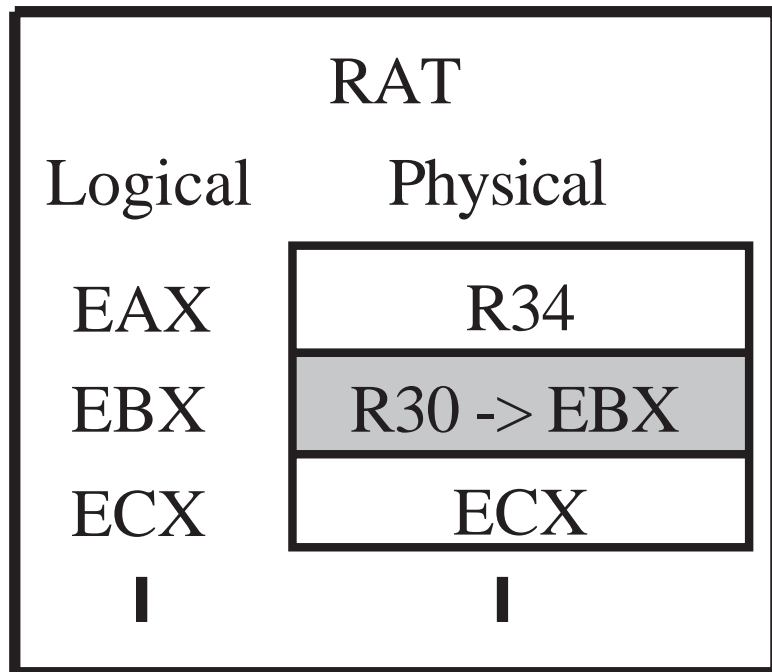 RAT
Logical Physical
EAX R34
EBX R30 -> EBX
ECX ECX